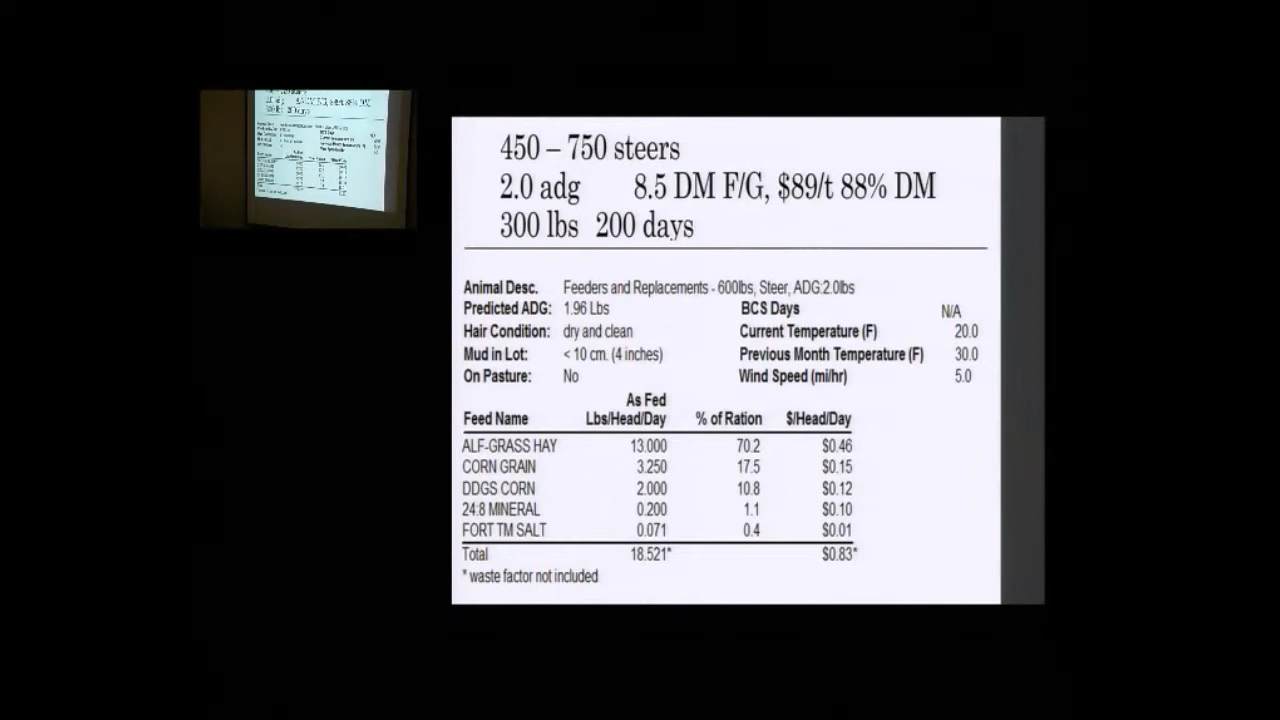 450 – 750 steers
2.0 adg 8.5 DM F/G, $89/t 88% DM
300 lbs 200 days
Animal Desc. Feeders and Replacements - 600lbs, Steer, ADG:2.0lbs
Predicted ADG: 1.96 Lbs BCS Days N/A
Hair Condition: dry and clean Current Temperature (F) 20.0
Mud in Lot: < 10 cm. (4 inches) Previous Month Temperature (F) 30.0
On Pasture: No Wind Speed (mi/hr) 5.0
As Fed
Feed Name Lbs/Head/Day % of Ration $/Head/Day
ALF-GRASS HAY 13.000 70.2 $0.46
CORN GRAIN 3.250 17.5 $0.15
DDGS CORN 2.000 10.8 $0.12
24:8 MINERAL 0.200 1.1 $0.10
FORT TM SALT 0.071 0.4 $0.01
Total 18.521* $0.83*
* waste factor not included